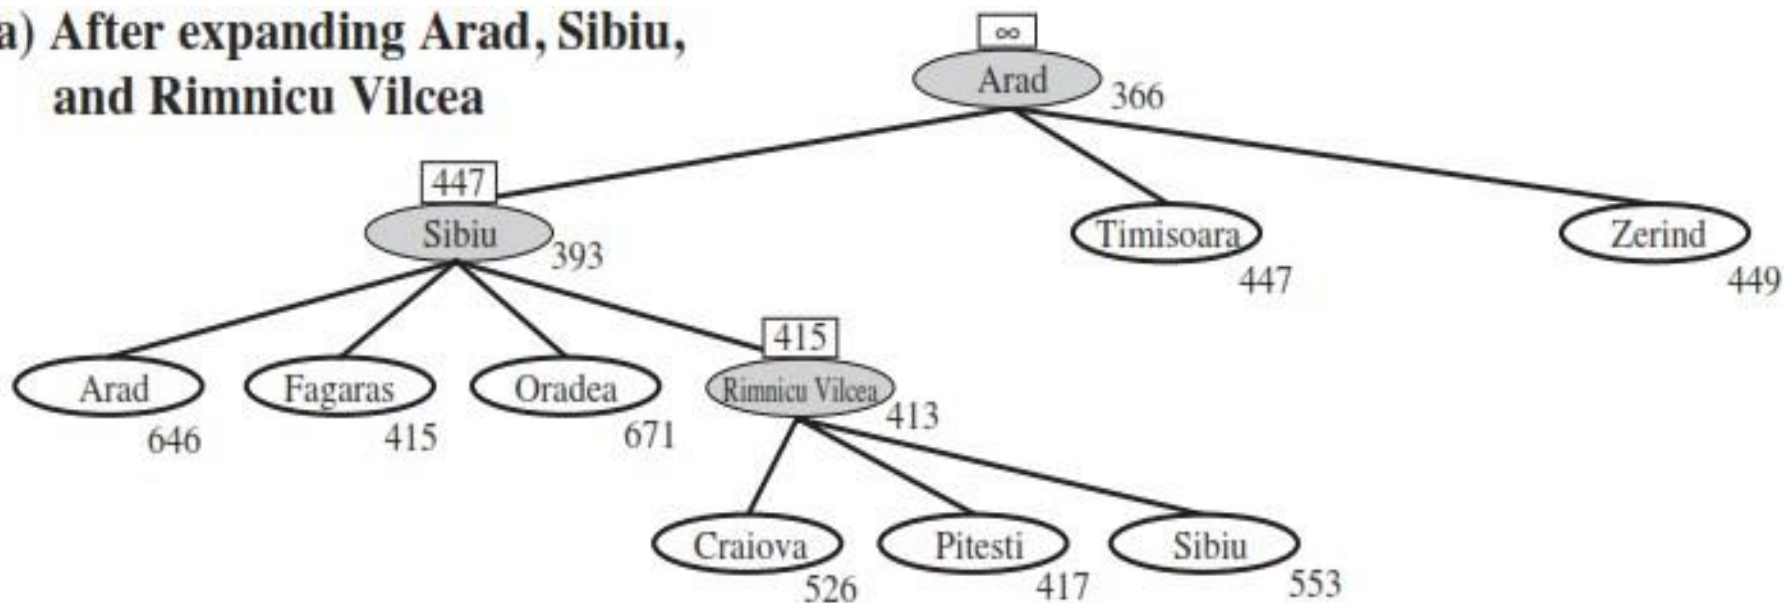 a) After expanding Arad, Sibiu,
and Rimnicu Vilcea
∞
Arad
366
447
Sibiu
393
Timisoara
447
Zerind
449
Arad
646
Fagaras
415
Oradea
671
415
Rimnicu Vilcea
413
Craiova
526
Pitesti
417
Sibiu
553